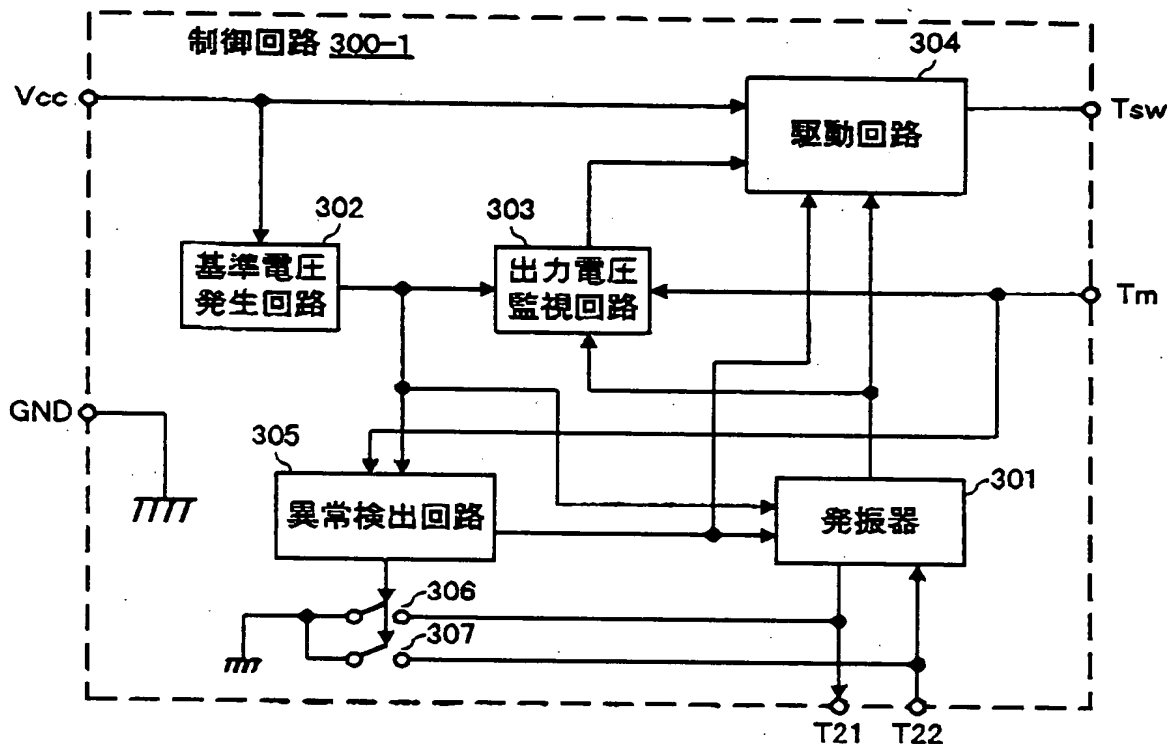 制御回路 300-1
304
Vcc
Tsw
駆動回路
302
303
基準電圧
発生回路
出力電圧
監視回路
Tm
GND
305
301
異常検出回路
発振器
306
307
T21
T22